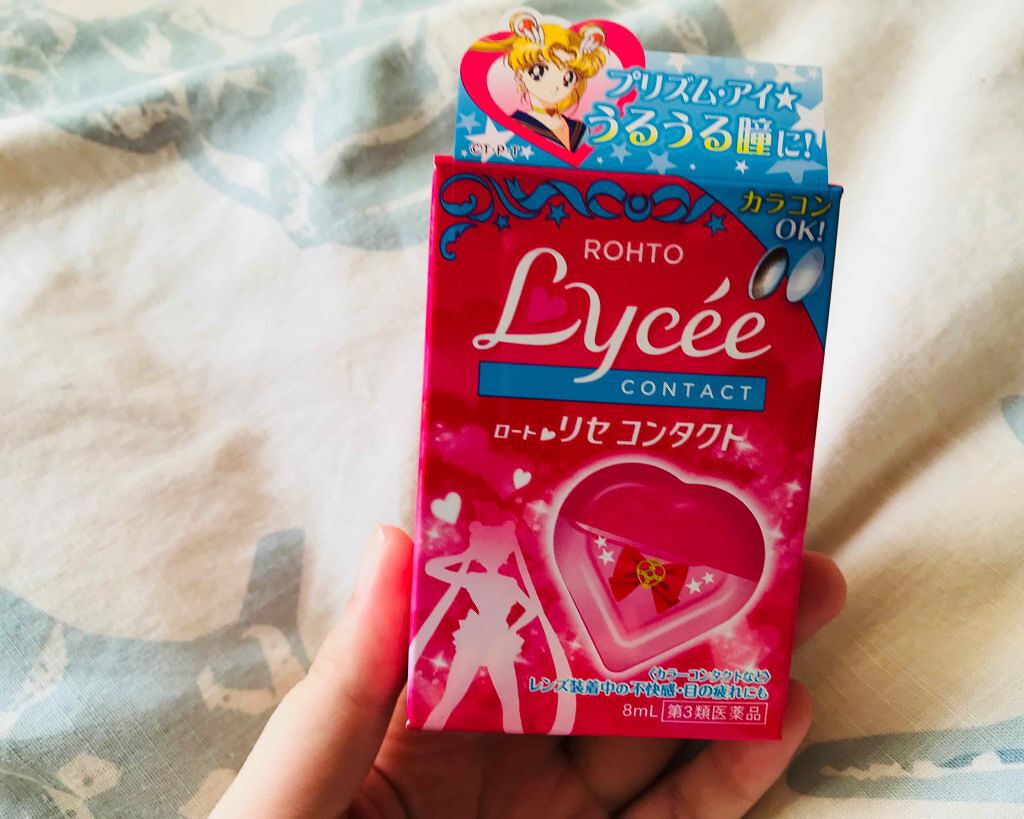 プリズム・アイ★
うるうる瞳に!
©T・P・T
カラコン
OK!
ROHTO
Lycée
CONTACT
ロート リセ コンタクト
〈カラーコンタクトなど〉
レンズ装着中の不快感・目の疲れにも
8mL 第3類医薬品